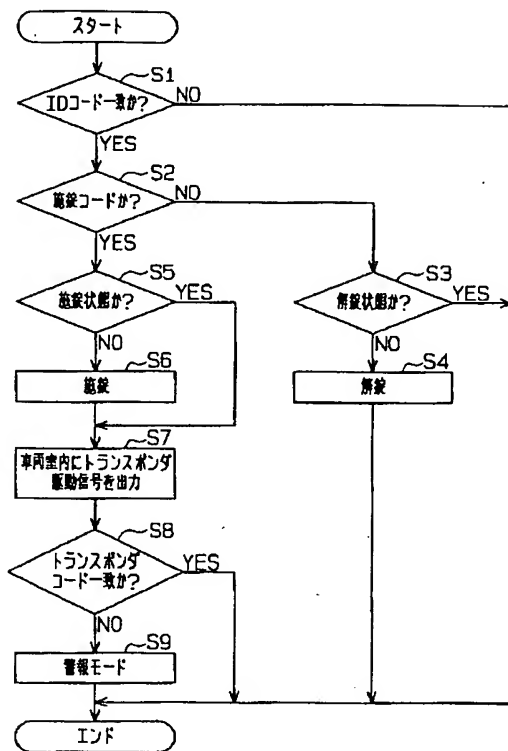 スタート
S1
IDコード一致か?
NO
YES
S2
施錠コードか?
NO
YES
S5
施錠状態か?
YES
NO
S3
解錠状態か?
YES
NO
S6
施錠
S4
解錠
S7
車両室内にトランスポンダ
駆動信号を出力
S8
トランスポンダ
コード一致か?
YES
NO
S9
警報モード
エンド